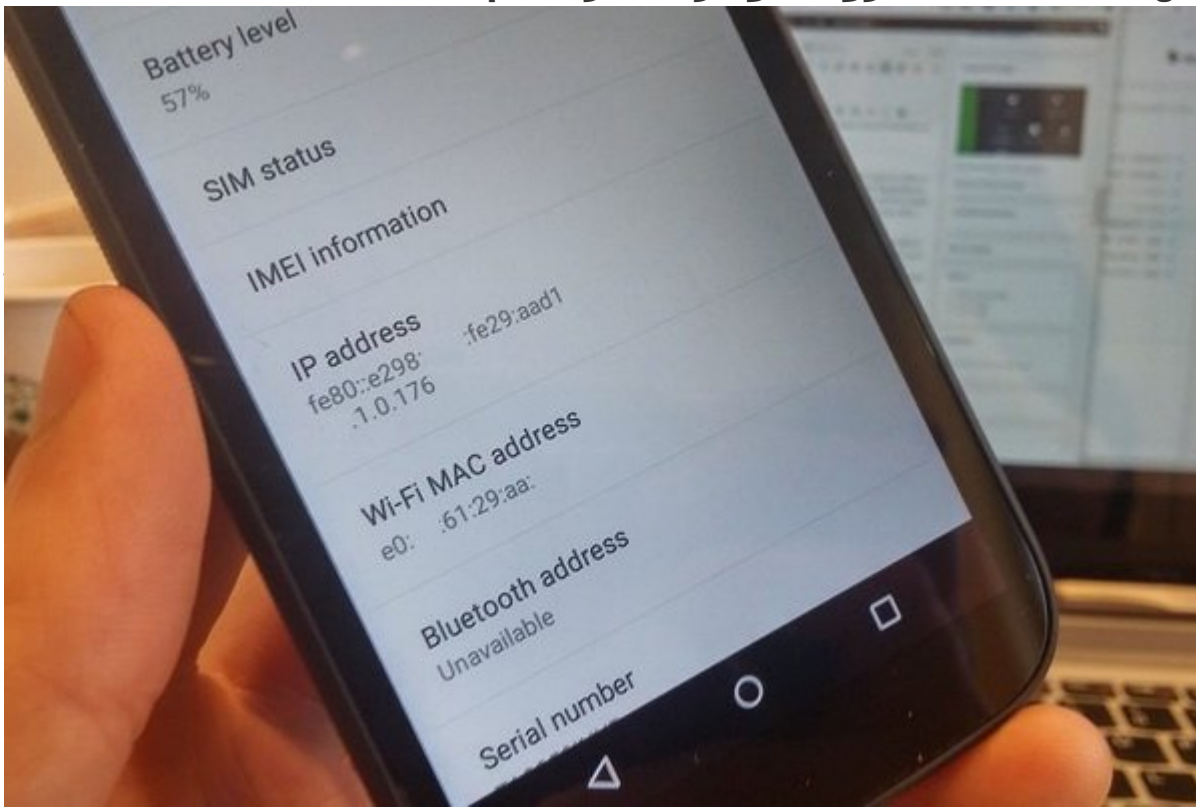 Battery level
57%
SIM status
IMEI information
IP address
fe80::e298: :fe29:aad1
.1.0.176
Wi-Fi MAC address
e0: :61:29:aa:
Bluetooth address
Unavailable
Serial number